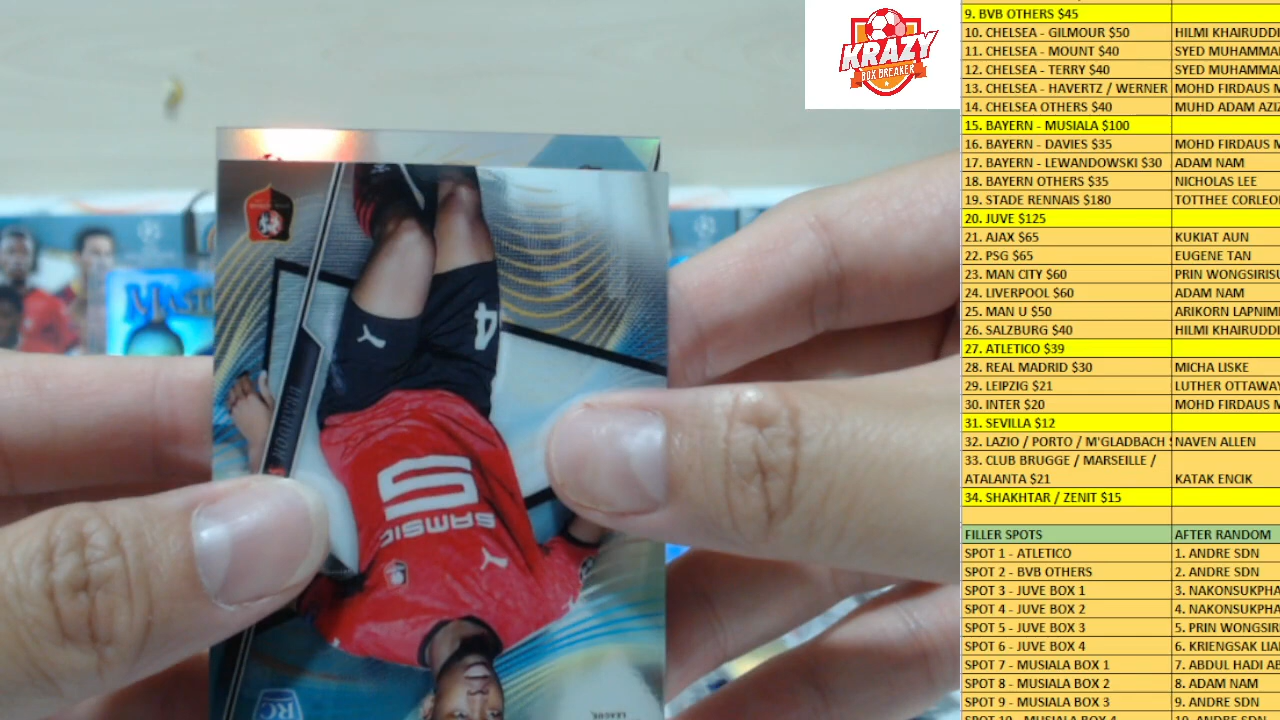 KRAZY
BOX BREAKER
9. BVB OTHERS $45
10. CHELSEA - GILMOUR $50 HILMI KHAIRUDDI
11. CHELSEA - MOUNT $40 SYED MUHAMMA
12. CHELSEA - TERRY $40 SYED MUHAMMA
13. CHELSEA - HAVERTZ / WERNER MOHD FIRDAUS M
14. CHELSEA OTHERS $40 MUHD ADAM AZI
15. BAYERN - MUSIALA $100
16. BAYERN - DAVIES $35 MOHD FIRDAUS M
17. BAYERN - LEWANDOWSKI $30 ADAM NAM
18. BAYERN OTHERS $35 NICHOLAS LEE
19. STADE RENNAIS $180 TOTTHEE CORLEO
20. JUVE $125
21. AJAX $65 KUKIAT AUN
22. PSG $65 EUGENE TAN
23. MAN CITY $60 PRIN WONGSIRISU
24. LIVERPOOL $60 ADAM NAM
25. MAN U $50 ARIKORN LAPNIM
26. SALZBURG $40 HILMI KHAIRUDDI
27. ATLETICO $39
28. REAL MADRID $30 MICHA LISKE
29. LEIPZIG $21 LUTHER OTTAWAY
30. INTER $20 MOHD FIRDAUS M
31. SEVILLA $12
32. LAZIO / PORTO / M'GLADBACH NAVEN ALLEN
33. CLUB BRUGGE / MARSEILLE /
ATALANTA $21 KATAK ENCIK
34. SHAKHTAR / ZENIT $15
FILLER SPOTS AFTER RANDOM
SPOT 1 - ATLETICO 1. ANDRE SDN
SPOT 2 - BVB OTHERS 2. ANDRE SDN
SPOT 3 - JUVE BOX 1 3. NAKONSUKPHA
SPOT 4 - JUVE BOX 2 4. NAKONSUKPHA
SPOT 5 - JUVE BOX 3 5. PRIN WONGSIR
SPOT 6 - JUVE BOX 4 6. KRIENGSAK LIA
SPOT 7 - MUSIALA BOX 1 7. ABDUL HADI AB
SPOT 8 - MUSIALA BOX 2 8. ADAM NAM
SPOT 9 - MUSIALA BOX 3 9. ANDRE SDN
SPOT 10 - MUSIALA BOX 4 10. ANDRE SDN
4
SAMSIC
RC
LEAGUE